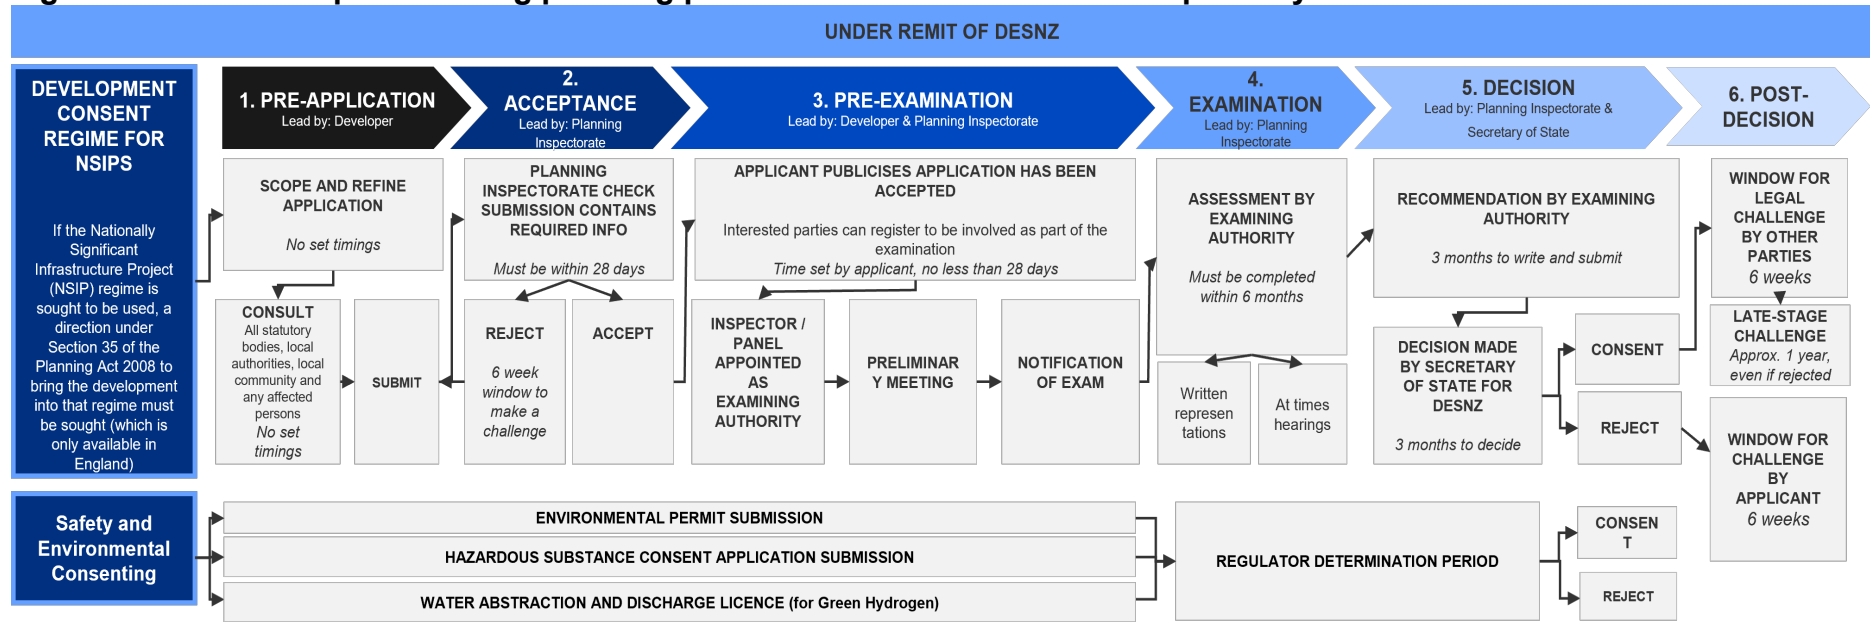 UNDER REMIT OF DESNZ
DEVELOPMENT
CONSENT
REGIME FOR
NSIPS
If the Nationally
Significant
Infrastructure Project
(NSIP) regime is
sought to be used, a
direction under
Section 35 of the
Planning Act 2008 to
bring the development
into that regime must
be sought (which is
only available in
England)
1. PRE-APPLICATION
Lead by: Developer
2.
ACCEPTANCE
Lead by: Planning
Inspectorate
3. PRE-EXAMINATION
Lead by: Developer & Planning Inspectorate
4.
EXAMINATION
Lead by: Planning
Inspectorate
5. DECISION
Lead by: Planning Inspectorate &
Secretary of State
6. POST-
DECISION
SCOPE AND REFINE
APPLICATION
No set timings
CONSULT
All statutory
bodies, local
authorities, local
community and
any affected
persons
No set
timings
SUBMIT
PLANNING
INSPECTORATE CHECK
SUBMISSION CONTAINS
REQUIRED INFO
Must be within 28 days
REJECT
6 week
window to
make a
challenge
ACCEPT
APPLICANT PUBLICISES APPLICATION HAS BEEN
ACCEPTED
Interested parties can register to be involved as part of the
examination
Time set by applicant, no less than 28 days
INSPECTOR /
PANEL
APPOINTED
AS
EXAMINING
AUTHORITY
PRELIMINAR
Y MEETING
NOTIFICATION
OF EXAM
ASSESSMENT BY
EXAMINING
AUTHORITY
Must be completed
within 6 months
Written
represen
tations
At times
hearings
RECOMMENDATION BY EXAMINING
AUTHORITY
3 months to write and submit
DECISION MADE
BY SECRETARY
OF STATE FOR
DESNZ
3 months to decide
CONSENT
REJECT
WINDOW FOR
LEGAL
CHALLENGE
BY OTHER
PARTIES
6 weeks
LATE-STAGE
CHALLENGE
Approx. 1 year,
even if rejected
WINDOW FOR
CHALLENGE
BY
APPLICANT
6 weeks
Safety and
Environmental
Consenting
ENVIRONMENTAL PERMIT SUBMISSION
HAZARDOUS SUBSTANCE CONSENT APPLICATION SUBMISSION
WATER ABSTRACTION AND DISCHARGE LICENCE (for Green Hydrogen)
REGULATOR DETERMINATION PERIOD
CONSEN
T
REJECT